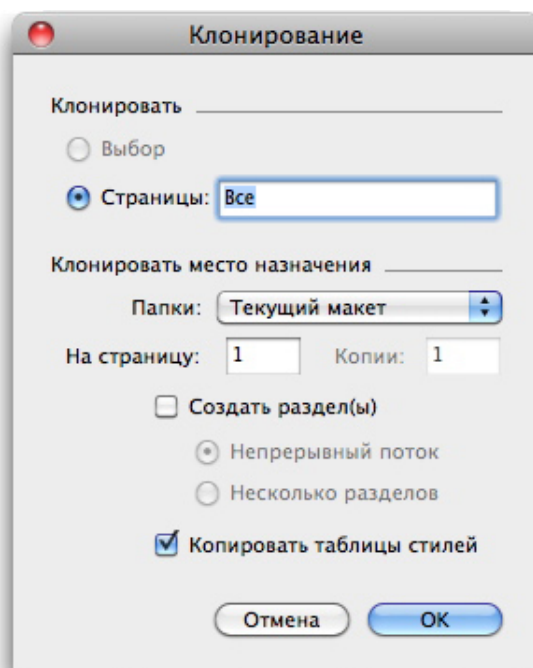 Клонирование
Клонировать
Выбор
Страницы: Все
Клонировать место назначения
Папки: Текущий макет
На страницу: 1 Копии: 1
Создать раздел(ы)
Непрерывный поток
Несколько разделов
Копировать таблицы стилей
Отмена OK